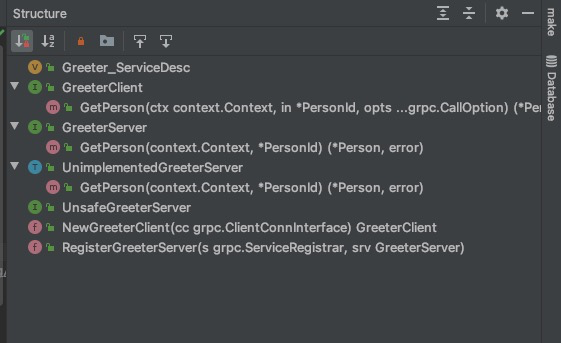 Structure
Greeter_ServiceDesc
GreeterClient
GetPerson(ctx context.Context, in *PersonId, opts ...grpc.CallOption) (*Per
GreeterServer
GetPerson(context.Context, *PersonId) (*Person, error)
UnimplementedGreeterServer
GetPerson(context.Context, *PersonId) (*Person, error)
UnsafeGreeterServer
NewGreeterClient(cc grpc.ClientConnInterface) GreeterClient
RegisterGreeterServer(s grpc.ServiceRegistrar, srv GreeterServer)
make
Database